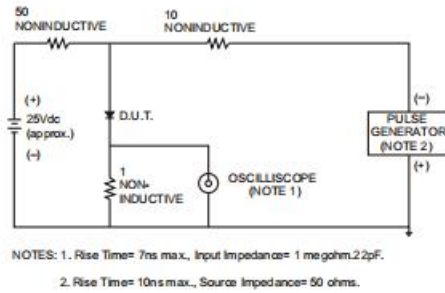 50
NONINDUCTIVE
10
NONINDUCTIVE
(+)
25Vdc
(approx.)
(−)
D.U.T.
1
NON-
INDUCTIVE
OSCILLISCOPE
(NOTE 1)
(−)
PULSE
GENERATOR
(NOTE 2)
(+)
NOTES: 1. Rise Time= 7ns max., Input Impedance= 1 megohm.22pF.
2. Rise Time= 10ns max., Source Impedance= 50 ohms.